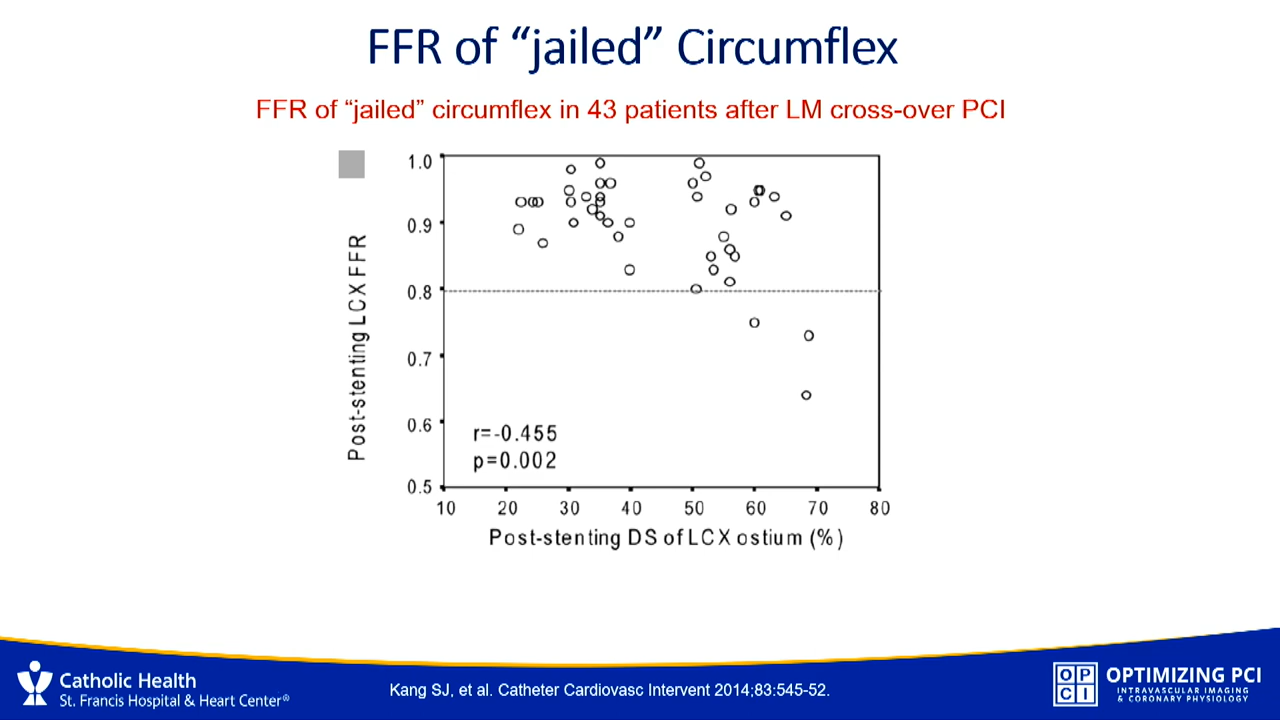 FFR of “jailed” Circumflex
FFR of “jailed” circumflex in 43 patients after LM cross-over PCI
Post-stenting LCX FFR
1.0
0.9
0.8
0.7
0.6
0.5
r=-0.455
p=0.002
10 20 30 40 50 60 70 80
Post-stenting DS of LCX ostium (%)
Catholic Health
St. Francis Hospital & Heart Center®
Kang SJ, et al. Catheter Cardiovasc Intervent 2014;83:545-52.
OP
CI
OPTIMIZING PCI
INTRAVASCULAR IMAGING
& CORONARY PHYSIOLOGY